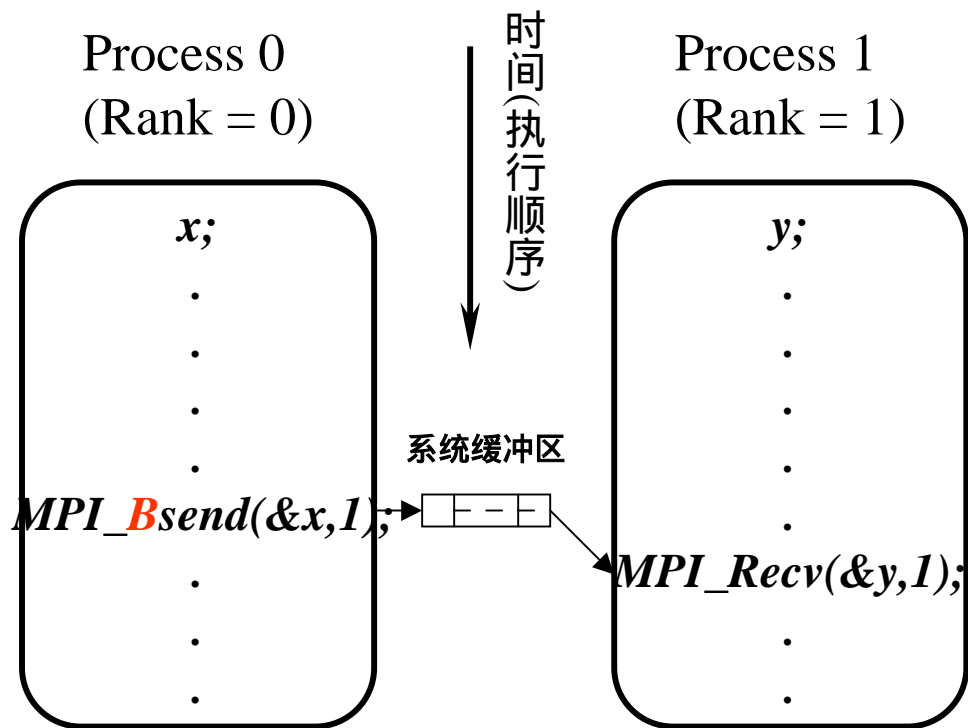 Process 0
(Rank = 0)
x;
.
.
.
.
MPI_Bsend(&x,1);
.
.
.
时间(执行顺序)
系统缓冲区
Process 1
(Rank = 1)
y;
.
.
.
.
.
MPI_Recv(&y,1);
.
.